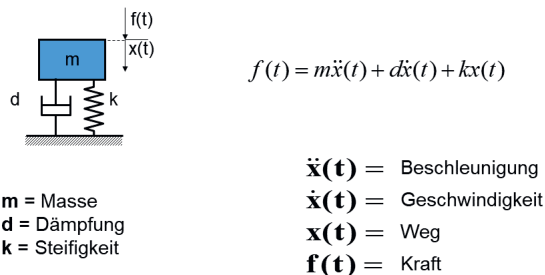 f(t)
x(t)
m
d
k
f(t) = mẍ(t) + dẋ(t) + kx(t)
m = Masse
d = Dämpfung
k = Steifigkeit
ẍ(t) = Beschleunigung
ẋ(t) = Geschwindigkeit
x(t) = Weg
f(t) = Kraft